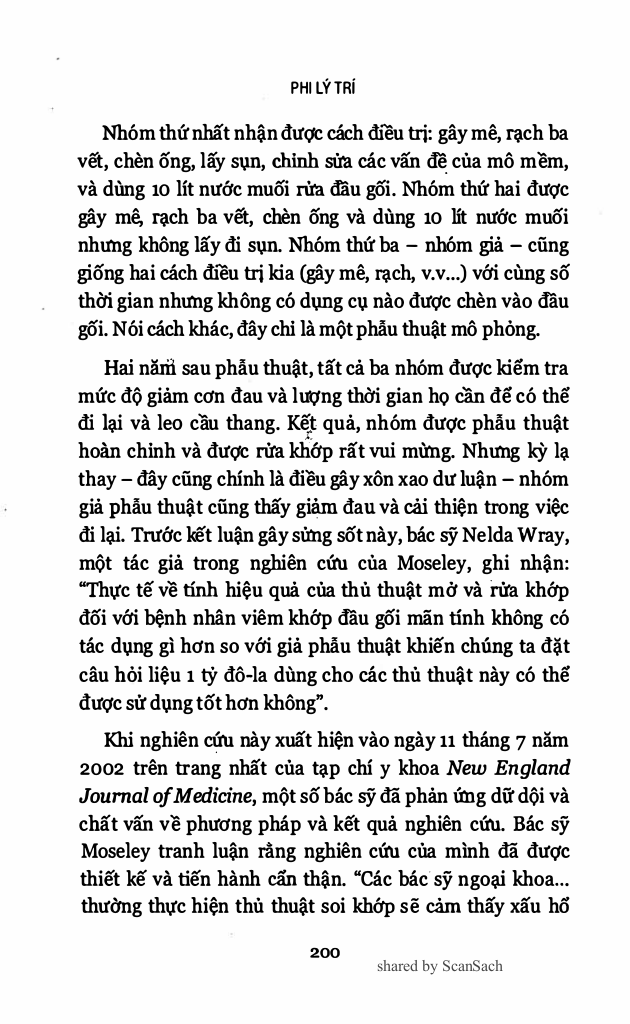 PHI LÝ TRÍ
Nhóm thứ nhất nhận được cách điều trị: gây mê, rạch ba
vết, chèn ống, lấy sụn, chỉnh sửa các vấn đề của mô mềm,
và dùng 10 lít nước muối rửa đầu gối. Nhóm thứ hai được
gây mê, rạch ba vết, chèn ống và dùng 10 lít nước muối
nhưng không lấy đi sụn. Nhóm thứ ba – nhóm giả – cũng
giống hai cách điều trị kia (gây mê, rạch, v.v...) với cùng số
thời gian nhưng không có dụng cụ nào được chèn vào đầu
gối. Nói cách khác, đây chỉ là một phẫu thuật mô phỏng.
Hai năm sau phẫu thuật, tất cả ba nhóm được kiểm tra
mức độ giảm cơn đau và lượng thời gian họ cần để có thể
đi lại và leo cầu thang. Kết quả, nhóm được phẫu thuật
hoàn chỉnh và được rửa khớp rất vui mừng. Nhưng kỳ lạ
thay – đây cũng chính là điều gây xôn xao dư luận – nhóm
giả phẫu thuật cũng thấy giảm đau và cải thiện trong việc
đi lại. Trước kết luận gây sửng sốt này, bác sỹ Nelda Wray,
một tác giả trong nghiên cứu của Moseley, ghi nhận:
“Thực tế về tính hiệu quả của thủ thuật mở và rửa khớp
đối với bệnh nhân viêm khớp đầu gối mãn tính không có
tác dụng gì hơn so với giả phẫu thuật khiến chúng ta đặt
câu hỏi liệu 1 tỷ đô-la dùng cho các thủ thuật này có thể
được sử dụng tốt hơn không”.
Khi nghiên cứu này xuất hiện vào ngày 11 tháng 7 năm
2002 trên trang nhất của tạp chí y khoa New England
Journal of Medicine, một số bác sỹ đã phản ứng dữ dội và
chất vấn về phương pháp và kết quả nghiên cứu. Bác sỹ
Moseley tranh luận rằng nghiên cứu của mình đã được
thiết kế và tiến hành cẩn thận. “Các bác sỹ ngoại khoa...
thường thực hiện thủ thuật soi khớp sẽ cảm thấy xấu hổ
200
shared by ScanSach